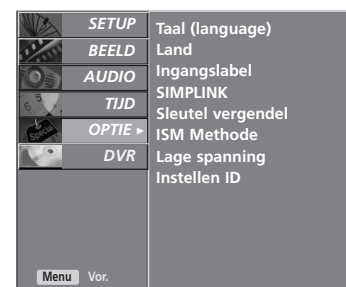 SETUP
BEELD
AUDIO
TIJD
OPTIE ►
DVR
Taal (language)
Land
Ingangslabel
SIMPLINK
Sleutel vergendel
ISM Methode
Lage spanning
Instellen ID
Menu Vor.